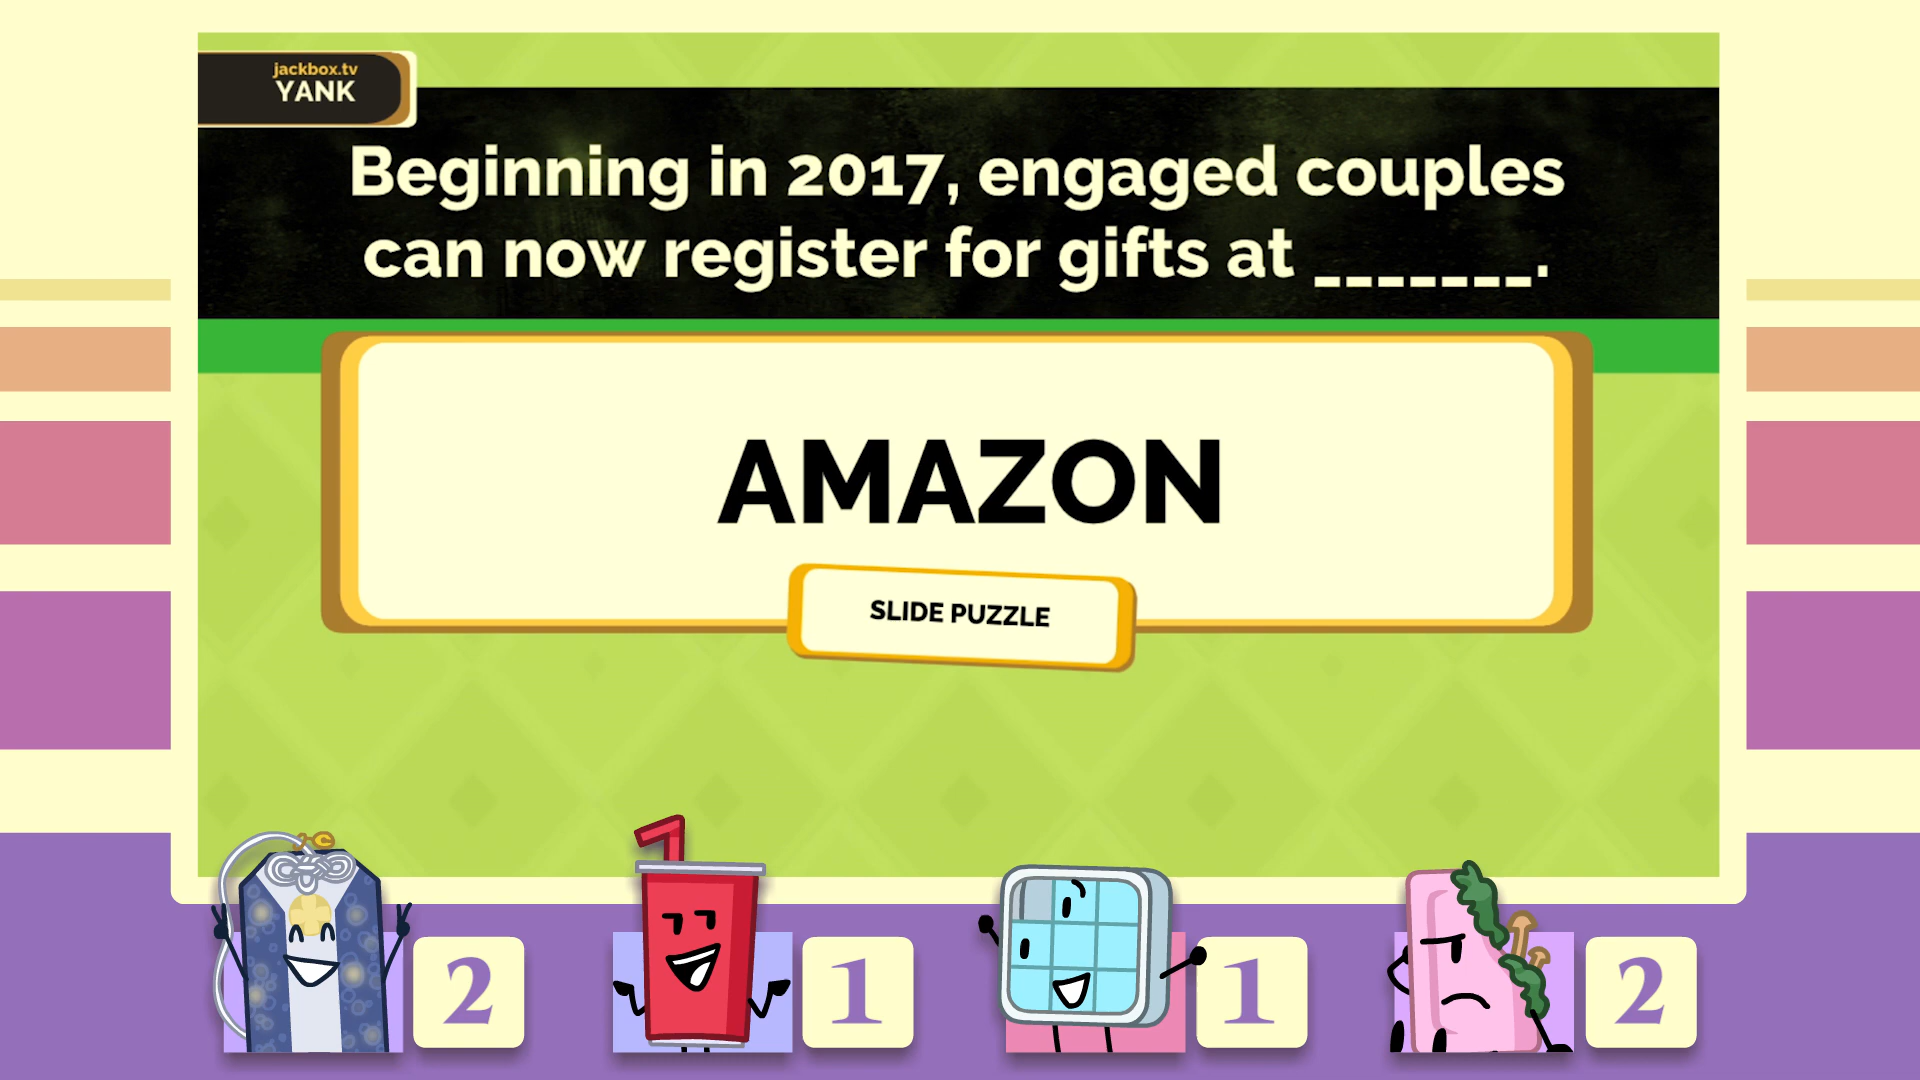 jackbox.tv
YANK
Beginning in 2017, engaged couples
can now register for gifts at _______.
AMAZON
SLIDE PUZZLE
2
1
1
2